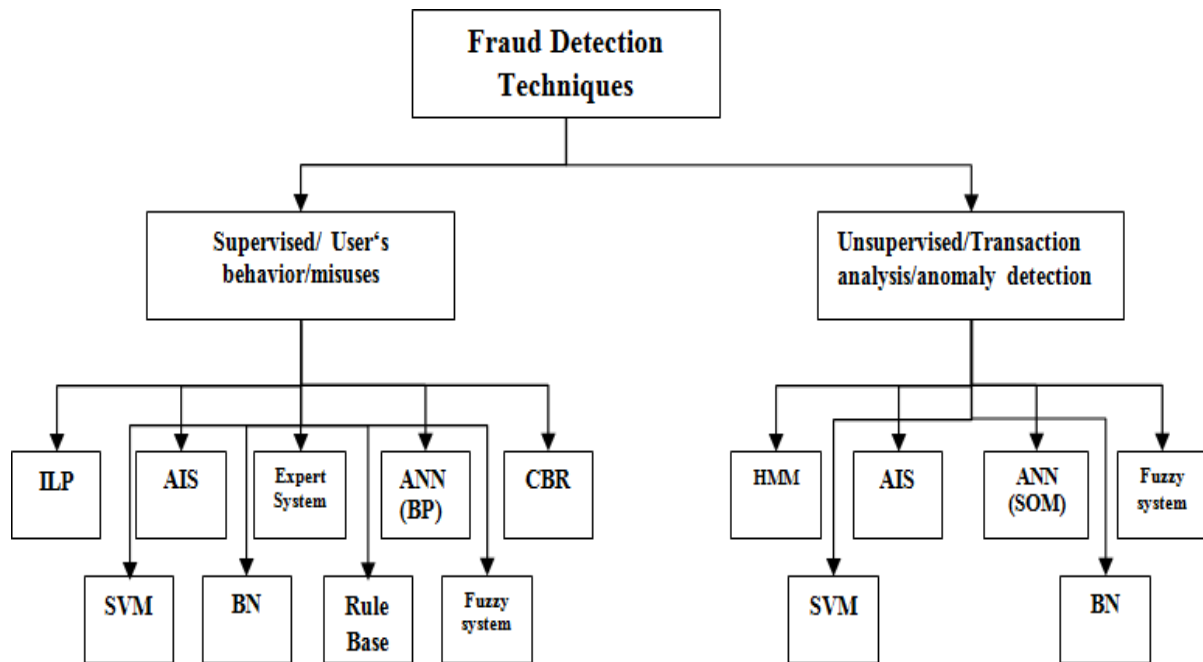 Fraud Detection
Techniques
Supervised/ User‘s
behavior/misuses
Unsupervised/Transaction
analysis/anomaly detection
ILP
AIS
Expert
System
ANN
(BP)
CBR
HMM
AIS
ANN
(SOM)
Fuzzy
system
SVM
BN
Rule
Base
Fuzzy
system
SVM
BN